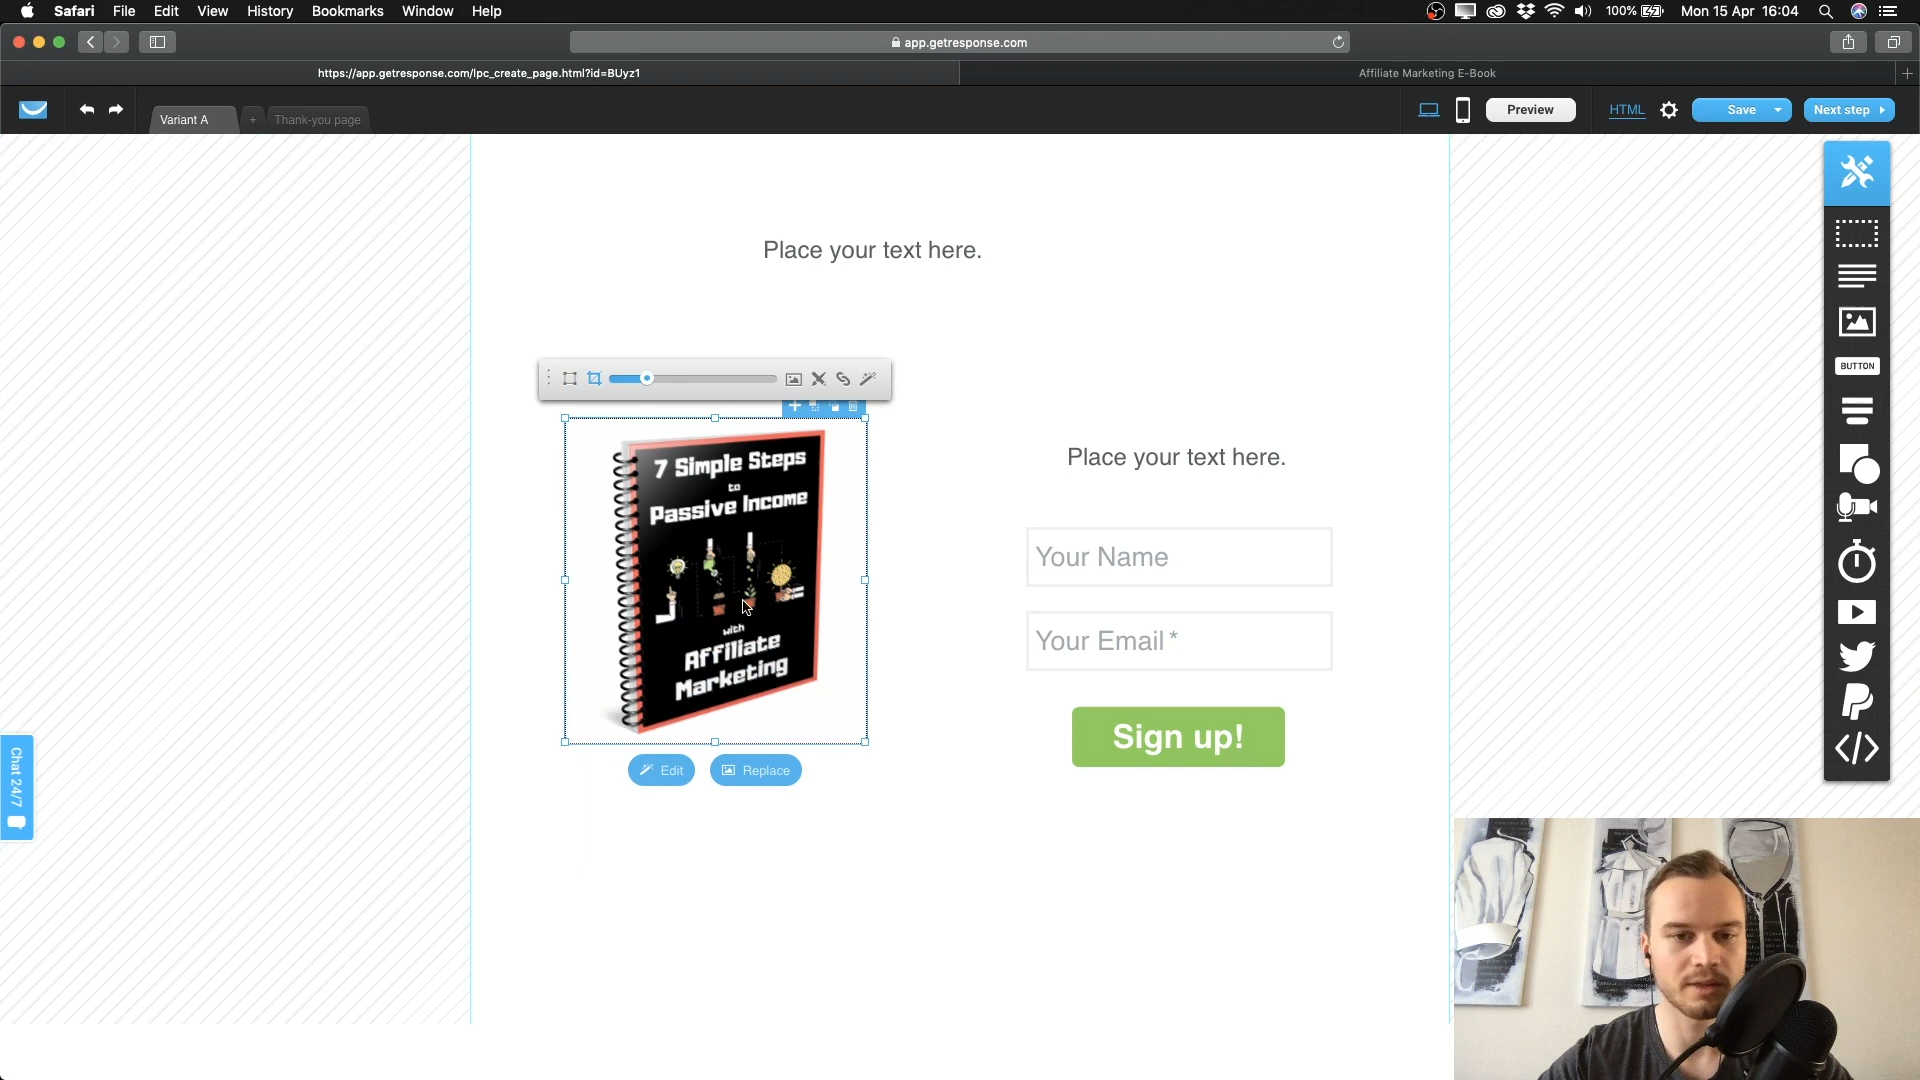 Safari File Edit View History Bookmarks Window Help
100% Mon 15 Apr 16:04
app.getresponse.com
https://app.getresponse.com/lpc_create_page.html?id=BUyz1
Affiliate Marketing E-Book
Variant A
+
Thank-you page
Preview
HTML
Save
Next step
Place your text here.
BUTTON
7 Simple Steps
to
Passive Income
with
Affiliate
Marketing
Place your text here.
Your Name
Your Email *
Sign up!
Edit
Replace
Chat 24/7